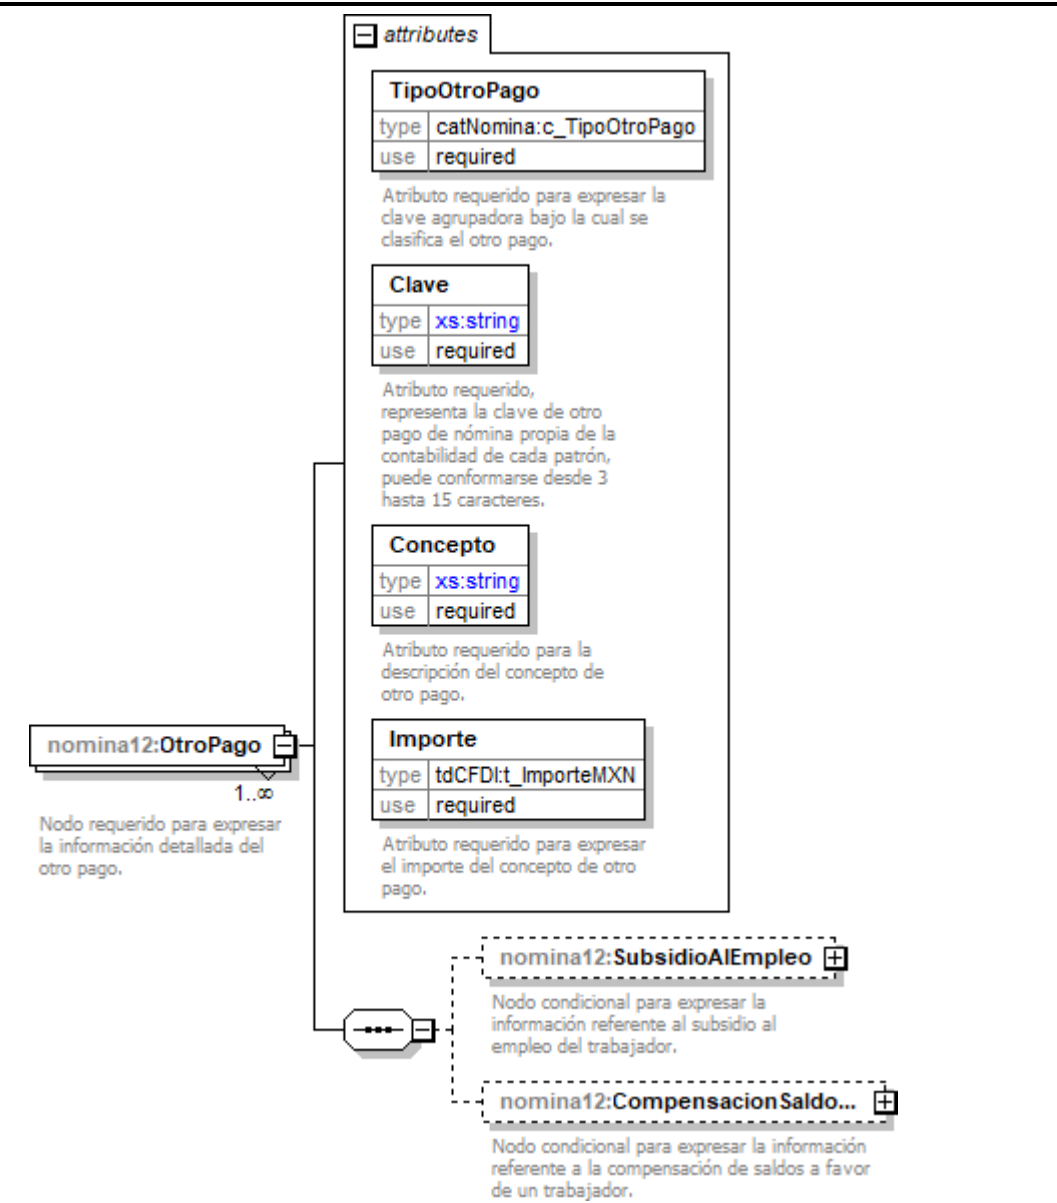 attributes
TipoOtroPago
type catNomina:c_TipoOtroPago
use required
Atributo requerido para expresar la
clave agrupadora bajo la cual se
clasifica el otro pago.
Clave
type xs:string
use required
Atributo requerido,
representa la clave de otro
pago de nómina propia de la
contabilidad de cada patrón,
puede conformarse desde 3
hasta 15 caracteres.
Concepto
type xs:string
use required
Atributo requerido para la
descripción del concepto de
otro pago.
Importe
type tdCFDI:t_ImporteMXN
use required
Atributo requerido para expresar
el importe del concepto de otro
pago.
nomina12:OtroPago
1..∞
Nodo requerido para expresar
la información detallada del
otro pago.
nomina12:SubsidioAlEmpleo
Nodo condicional para expresar la
información referente al subsidio al
empleo del trabajador.
nomina12:CompensacionSaldo...
Nodo condicional para expresar la información
referente a la compensación de saldos a favor
de un trabajador.